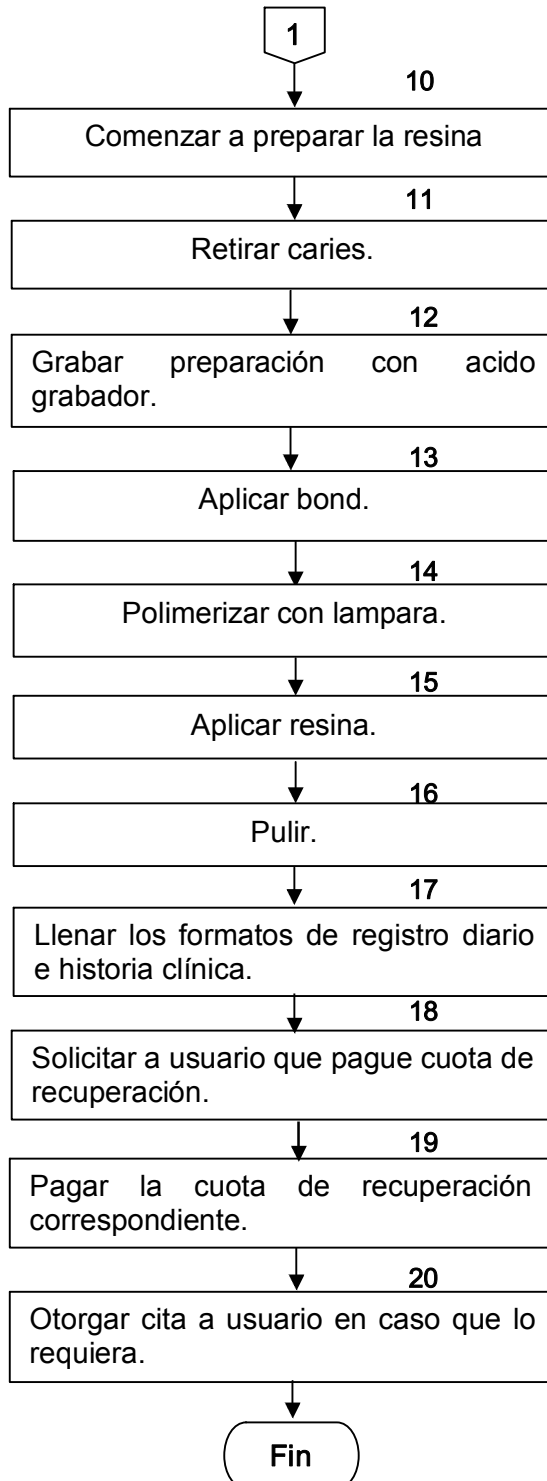 1
10
Comenzar a preparar la resina
11
Retirar caries.
12
Grabar preparación con acido
grabador.
13
Aplicar bond.
14
Polimerizar con lampara.
15
Aplicar resina.
16
Pulir.
17
Llenar los formatos de registro diario
e historia clínica.
18
Solicitar a usuario que pague cuota de
recuperación.
19
Pagar la cuota de recuperación
correspondiente.
20
Otorgar cita a usuario en caso que lo
requiera.
Fin